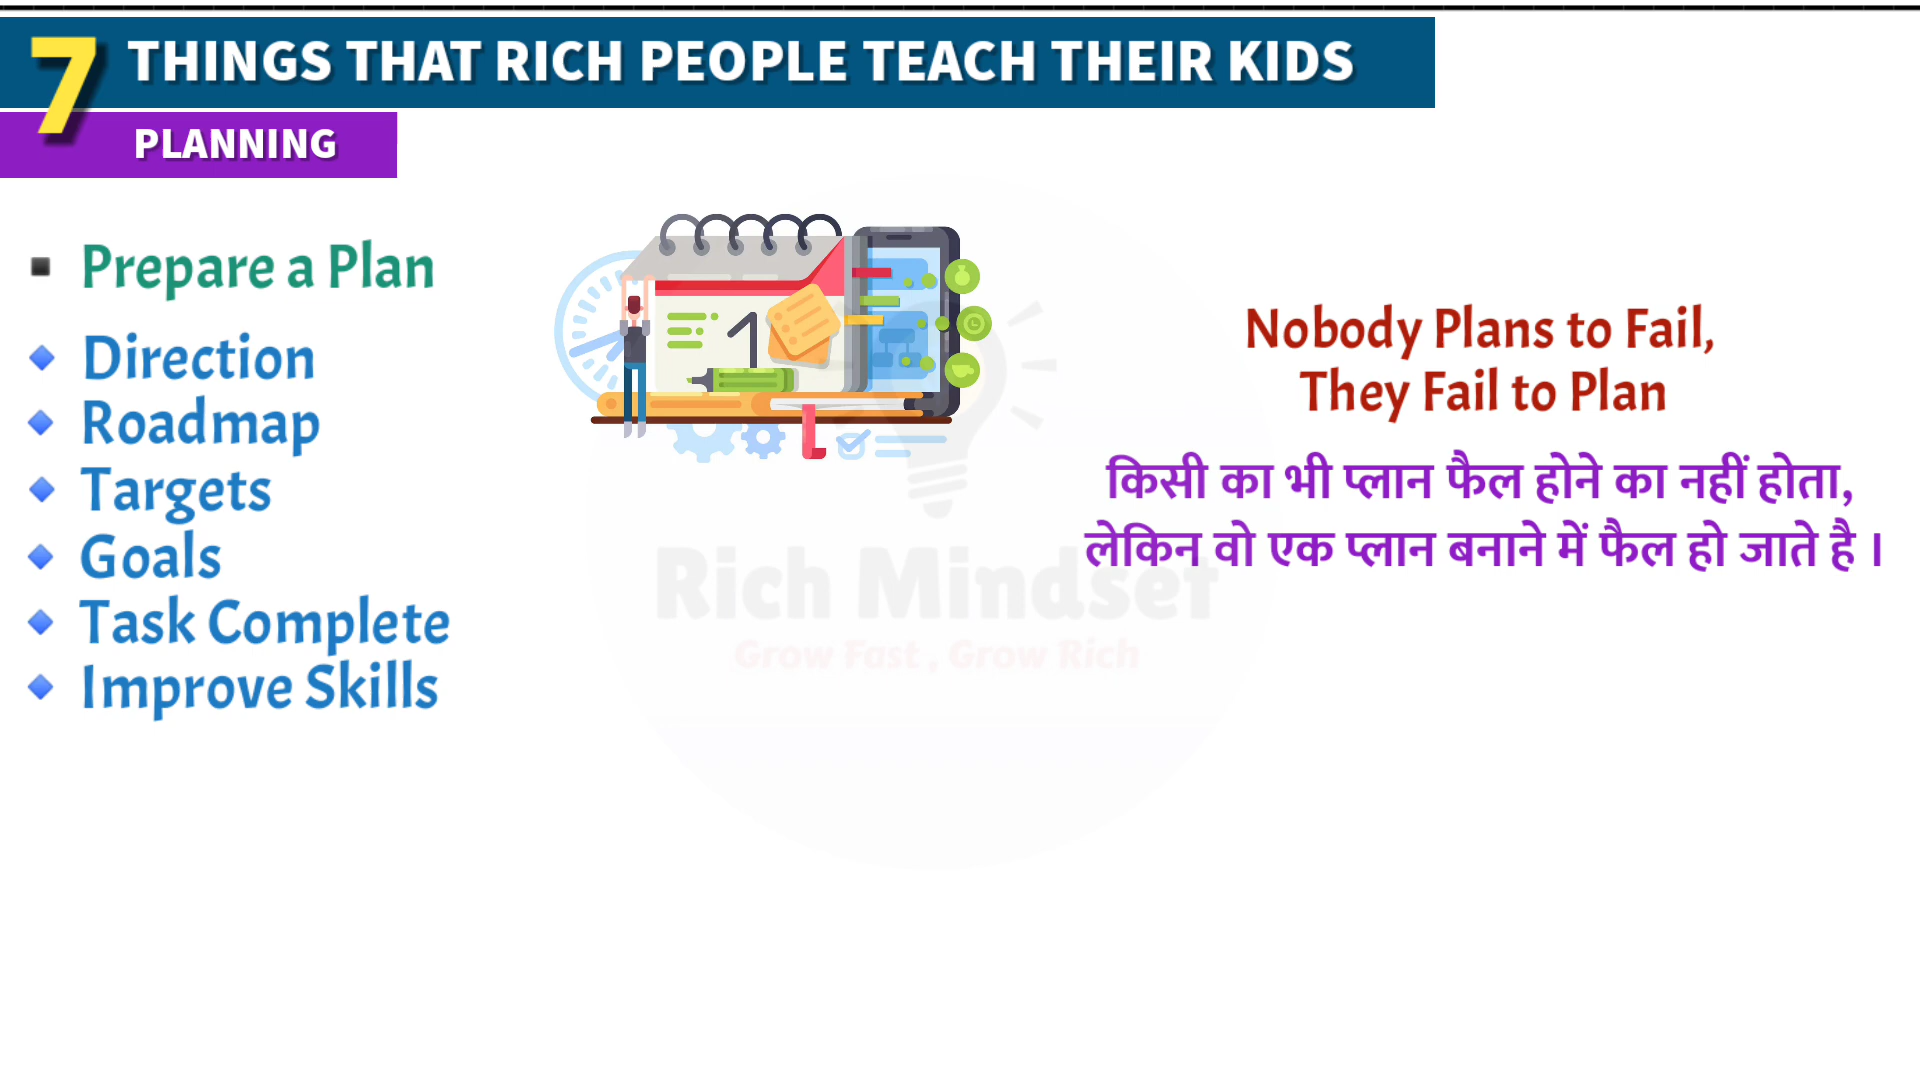 7 THINGS THAT RICH PEOPLE TEACH THEIR KIDS
PLANNING
Prepare a Plan
Direction
Roadmap
Targets
Goals
Task Complete
Improve Skills
1
Nobody Plans to Fail,
They Fail to Plan
किसी का भी प्लान फैल होने का नहीं होता,
लेकिन वो एक प्लान बनाने में फैल हो जाते है ।
Rich Mindset
Grow Fast , Grow Rich